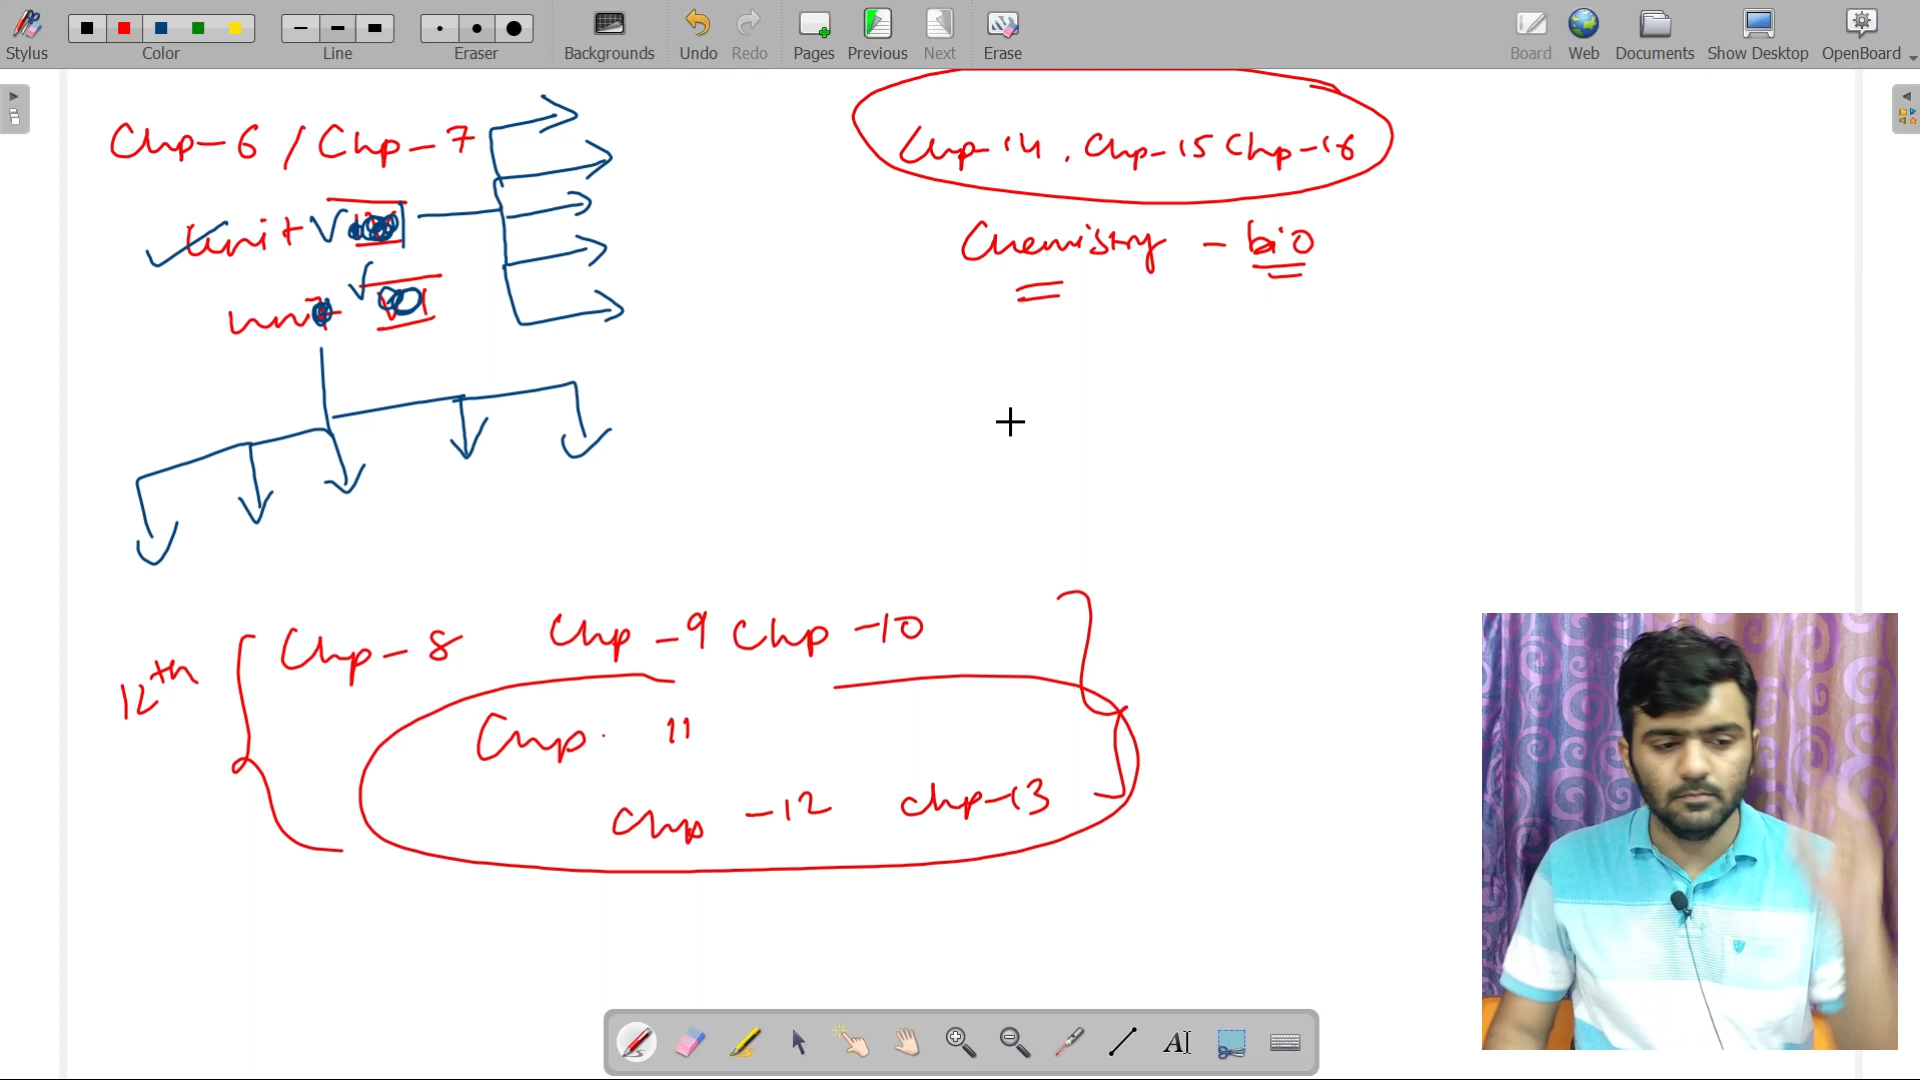 Stylus Color Line Eraser Backgrounds Undo Redo Pages Previous Next Erase Board Web Documents Show Desktop OpenBoard
Chp-6 / Chp-7
Unit
unit
Chp-14, Chp-15 Chp-16
Chemistry - bio
12th
Chp-8 Chp-9 Chp-10
Chp. 11
Chp-12 Chp-13
AI